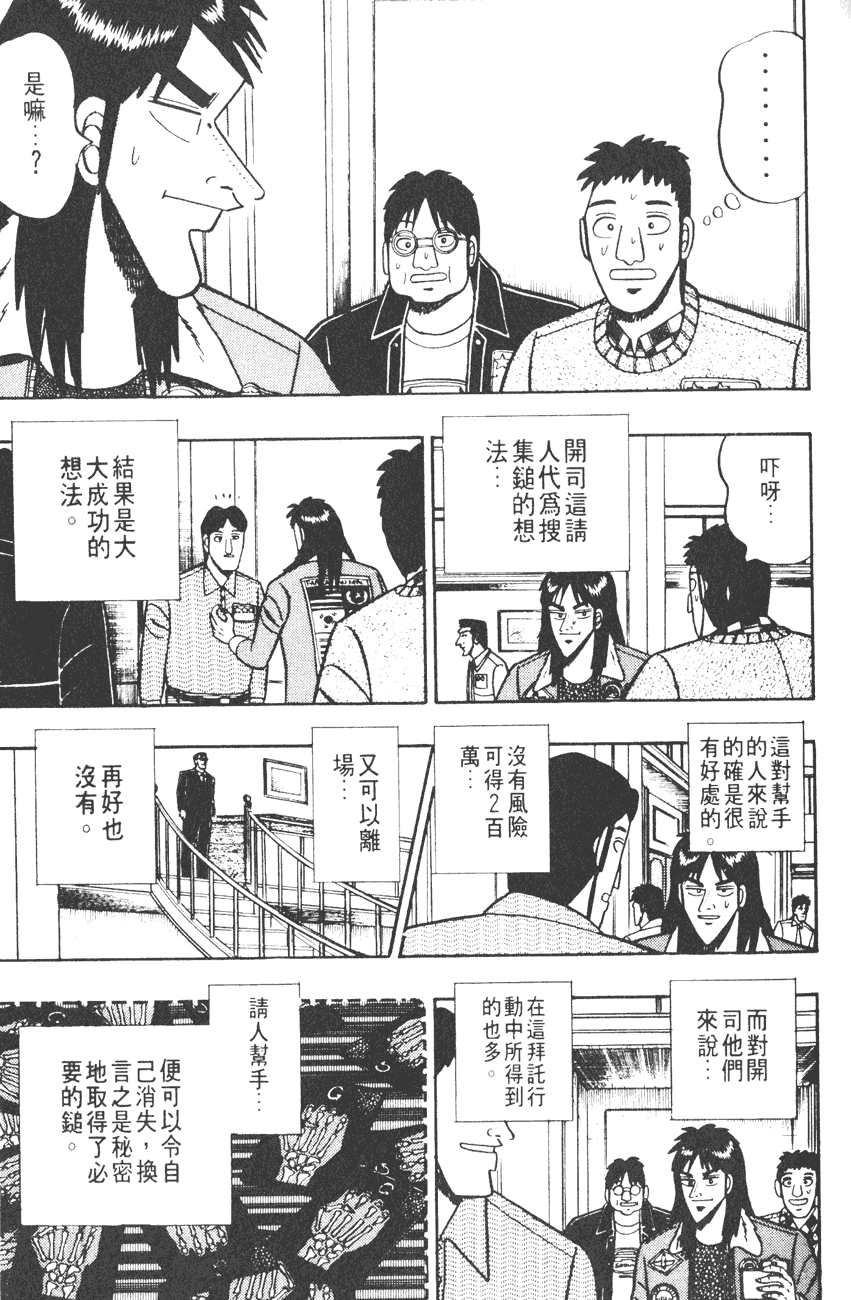 ・・・・・・・
是嘛…？
吓呀…
開司這請
人代爲搜
集鎚的想
法…
結果是大
大成功的
想法。
這對幫手
的人來說
的確是很
有好處的。
沒有風險
可得2百
萬…
又可以離
場…
再好也
沒有。
而對開
司他們
來說…
在這拜託行
動中所得到
的也多。
請人幫手…
便可以令自
己消失，換
言之是秘密
地取得了必
要的鎚。